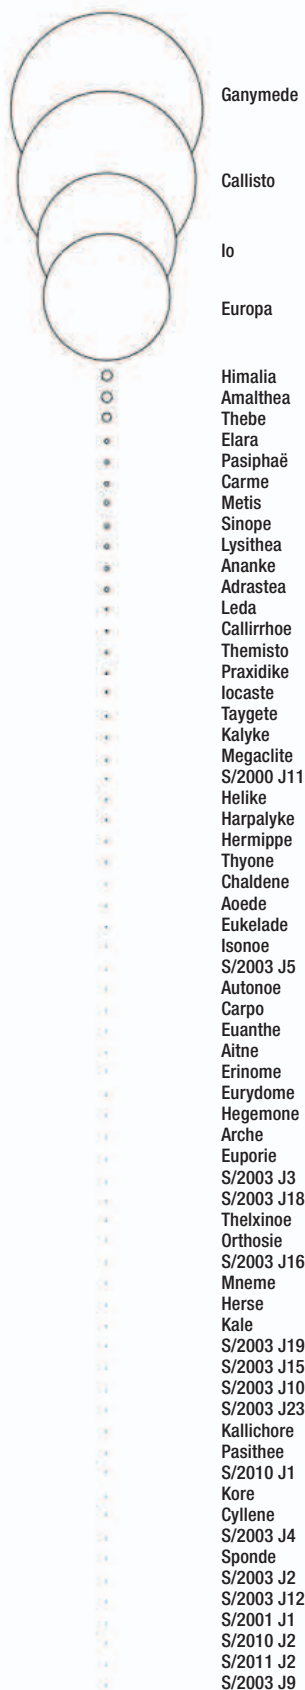 Ganymede
Callisto
Io
Europa
Himalia
Amalthea
Thebe
Elara
Pasiphaë
Carme
Metis
Sinope
Lysithea
Ananke
Adrastea
Leda
Callirrhoe
Themisto
Praxidike
Iocaste
Taygete
Kalyke
Megaclite
S/2000 J11
Helike
Harpalyke
Hermippe
Thyone
Chaldene
Aoede
Eukelade
Isonoe
S/2003 J5
Autonoe
Carpo
Euanthe
Aitne
Erinome
Eurydome
Hegemone
Arche
Euporie
S/2003 J3
S/2003 J18
Thelxinoe
Orthosie
S/2003 J16
Mneme
Herse
Kale
S/2003 J19
S/2003 J15
S/2003 J10
S/2003 J23
Kallichore
Pasithee
S/2010 J1
Kore
Cyllene
S/2003 J4
Sponde
S/2003 J2
S/2003 J12
S/2001 J1
S/2010 J2
S/2011 J2
S/2003 J9